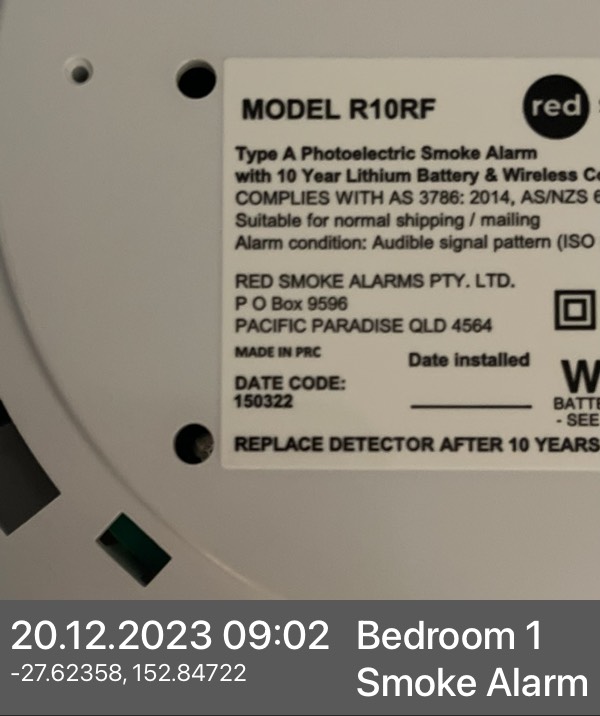 MODEL R10RF
red
Type A Photoelectric Smoke Alarm
with 10 Year Lithium Battery & Wireless
COMPLIES WITH AS 3786: 2014, AS/NZS
Suitable for normal shipping / mailing
Alarm condition: Audible signal pattern (ISO
RED SMOKE ALARMS PTY. LTD.
P O Box 9596
PACIFIC PARADISE QLD 4564
MADE IN PRC
Date installed
DATE CODE:
150322
W
BATTE
- SEE
REPLACE DETECTOR AFTER 10 YEARS
20.12.2023 09:02
-27.62358, 152.84722
Bedroom 1
Smoke Alarm